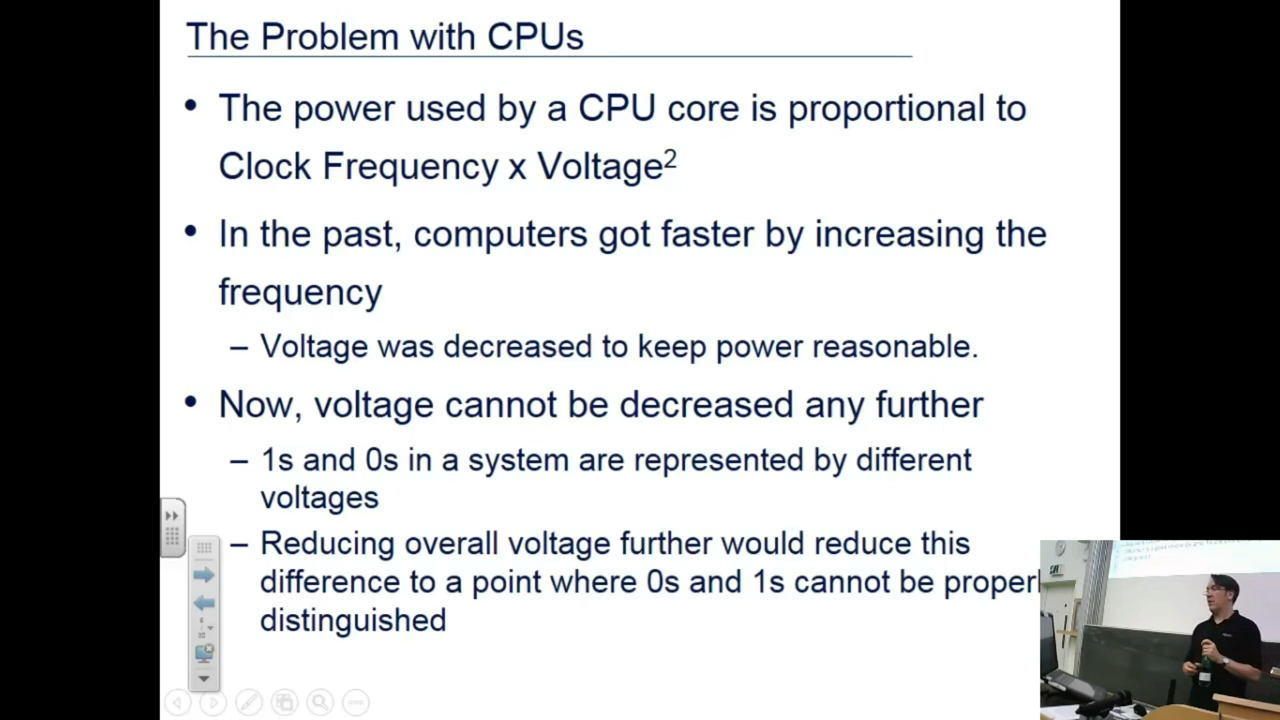 The Problem with CPUs
• The power used by a CPU core is proportional to
Clock Frequency x Voltage²
• In the past, computers got faster by increasing the
frequency
– Voltage was decreased to keep power reasonable.
• Now, voltage cannot be decreased any further
– 1s and 0s in a system are represented by different
voltages
– Reducing overall voltage further would reduce this
difference to a point where 0s and 1s cannot be properl
distinguished